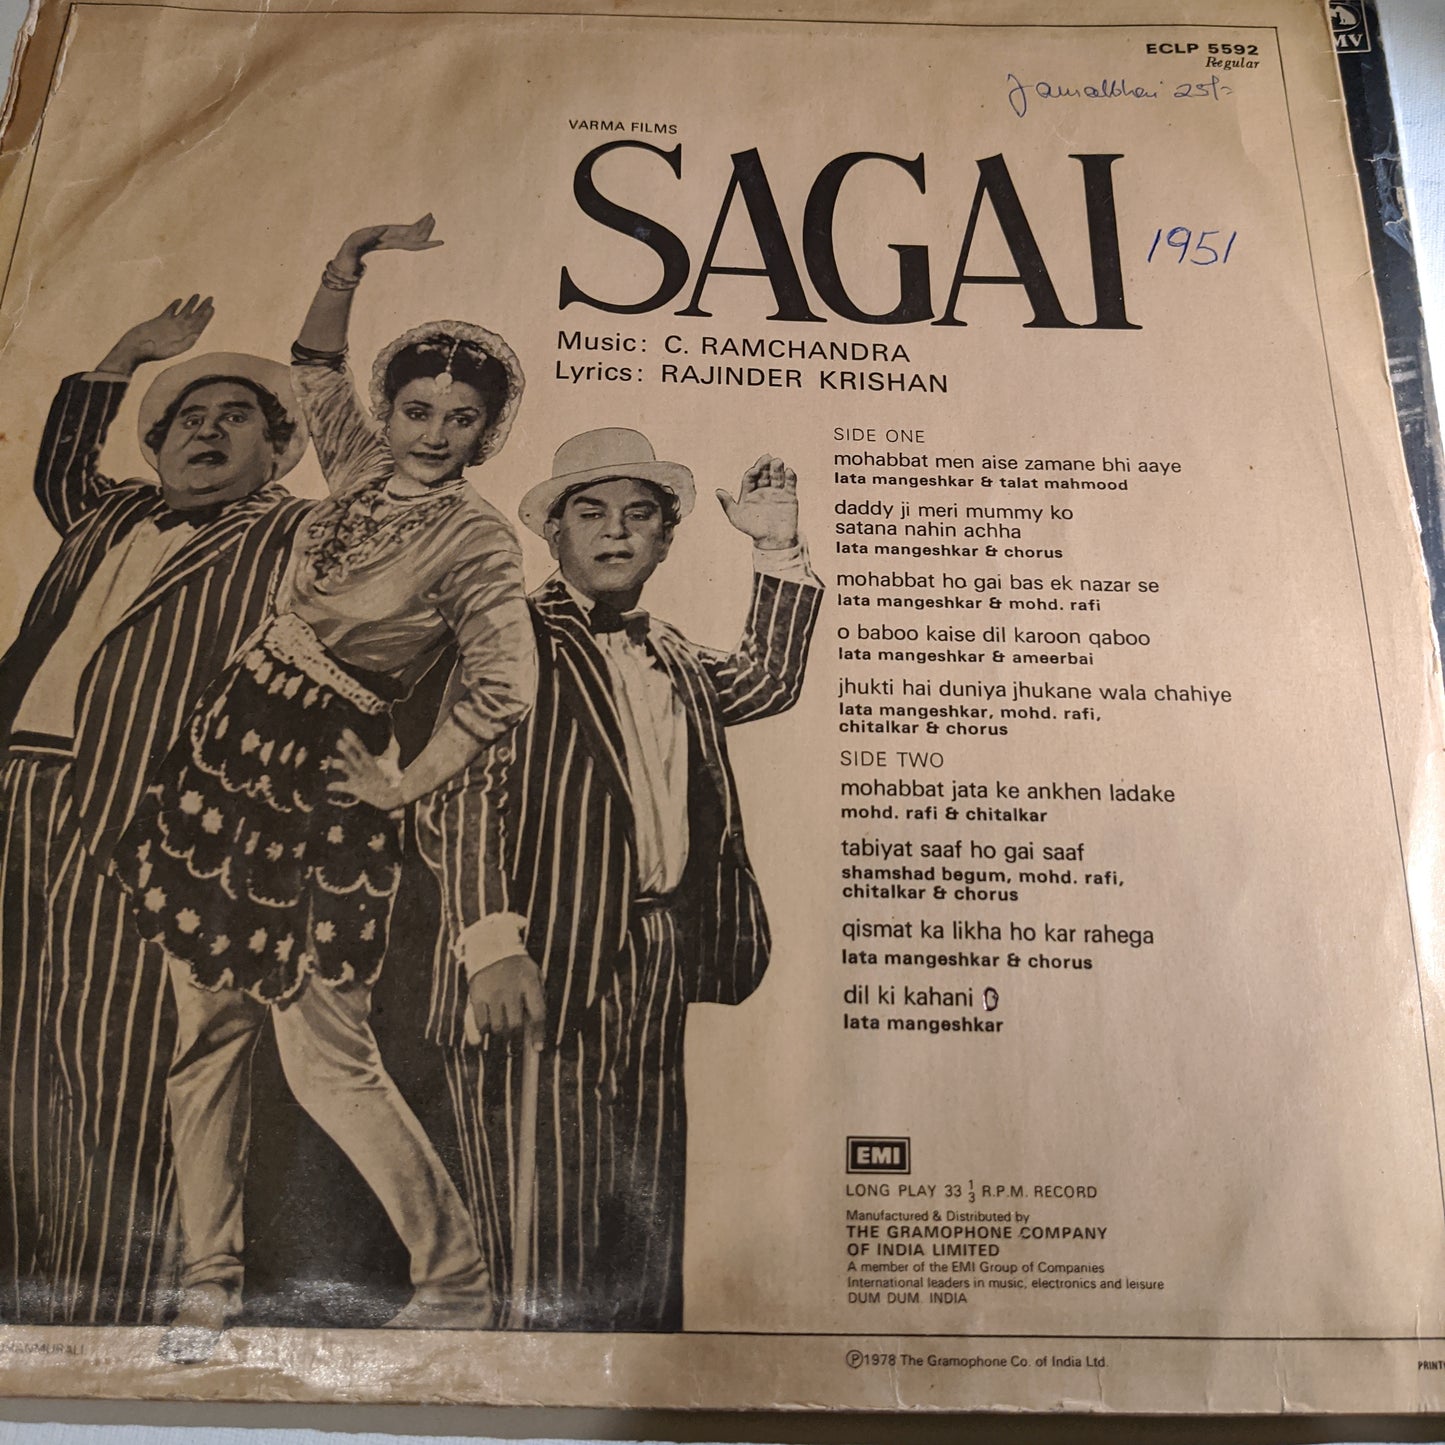 MV
ECLP 5592
Regular
25/-
VARMA FILMS
SAGAI
1951
Music: C. RAMCHANDRA
Lyrics: RAJINDER KRISHAN
SIDE ONE
mohabbat men aise zamane bhi aaye
lata mangeshkar & talat mahmood
daddy ji meri mummy ko
satana nahin achha
lata mangeshkar & chorus
mohabbat ho gai bas ek nazar se
lata mangeshkar & mohd. rafi
o baboo kaise dil karoon qaboo
lata mangeshkar & ameerbai
jhukti hai duniya jhukane wala chahiye
lata mangeshkar, mohd. rafi,
chitalkar & chorus
SIDE TWO
mohabbat jata ke ankhen ladake
mohd. rafi & chitalkar
tabiyat saaf ho gai saaf
shamshad begum, mohd. rafi,
chitalkar & chorus
qismat ka likha ho kar rahega
lata mangeshkar & chorus
dil ki kahani
lata mangeshkar
EMI
LONG PLAY 33 1/3 R.P.M. RECORD
Manufactured & Distributed by
THE GRAMOPHONE COMPANY
OF INDIA LIMITED
A member of the EMI Group of Companies
International leaders in music, electronics and leisure
DUM DUM. INDIA
Ⓟ1978 The Gramophone Co. of India Ltd.